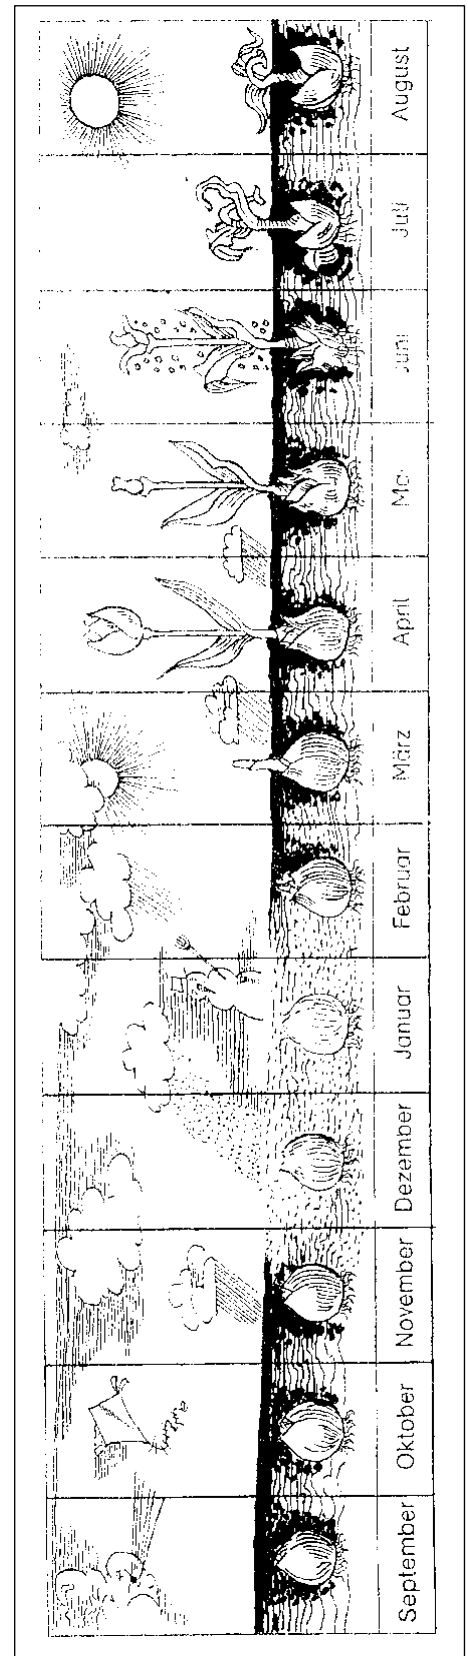 September
Oktober
November
Dezember
Januar
Februar
März
April
Mai
Juni
Juli
August